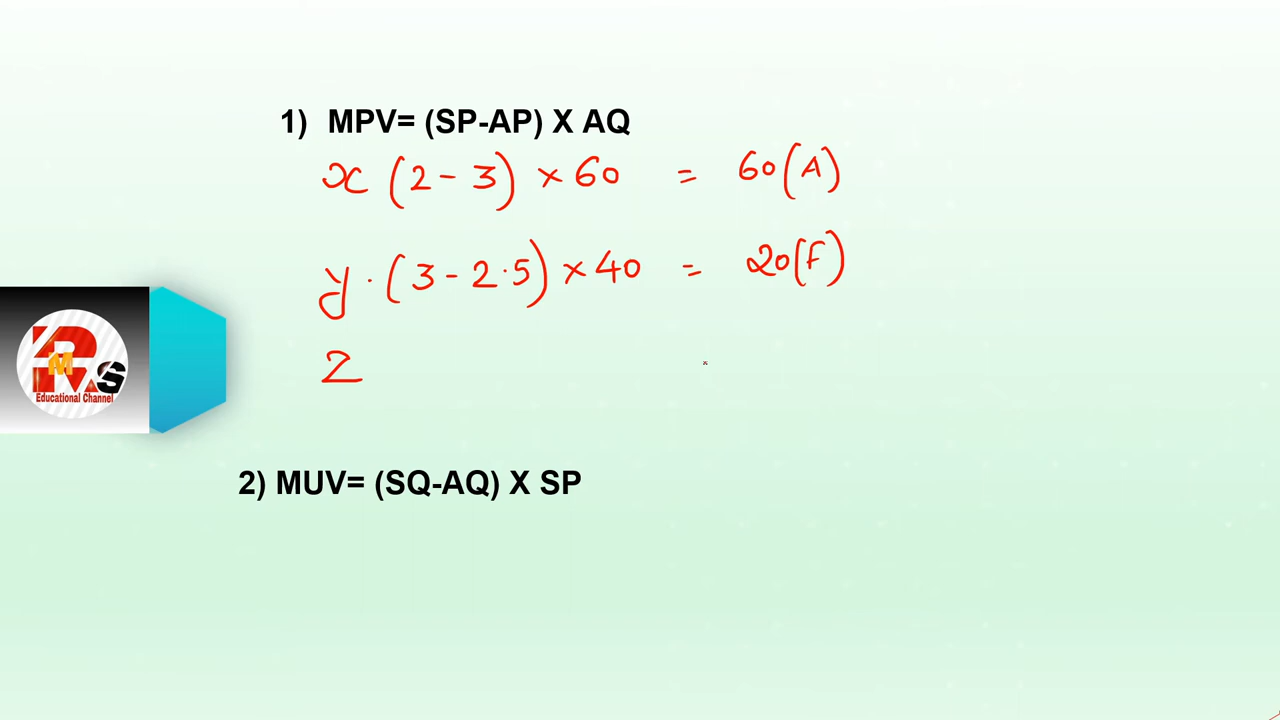 1) MPV= (SP-AP) X AQ
x (2 - 3) × 60 = 60(A)
y. (3 - 2.5) × 40 = 20(F)
Z
M S
Educational Channel
2) MUV= (SQ-AQ) X SP